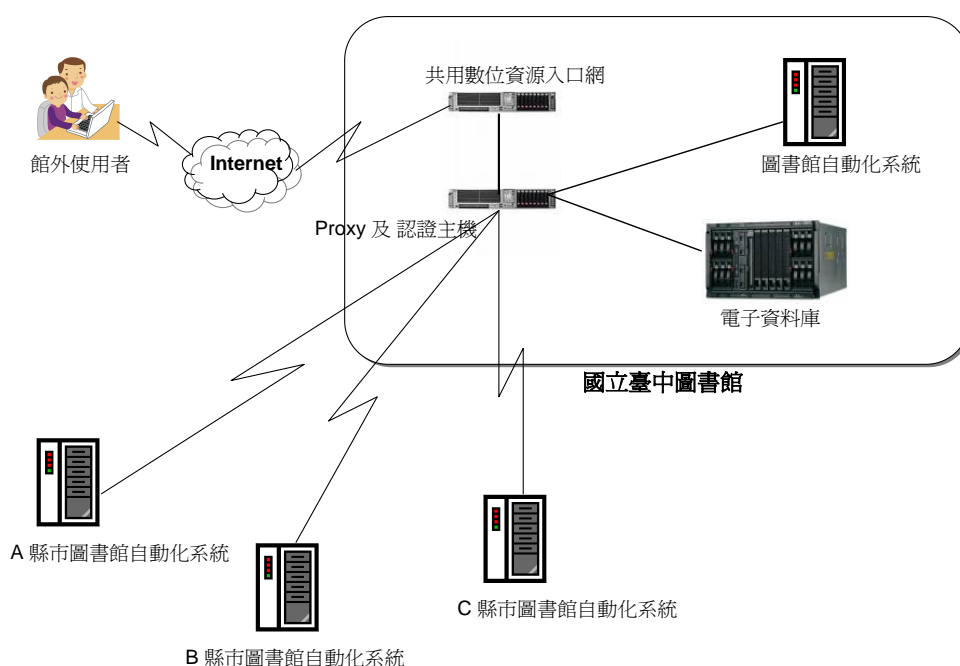 共用數位資源入口網
館外使用者
Internet
圖書館自動化系統
Proxy 及 認證主機
電子資料庫
國立臺中圖書館
A 縣市圖書館自動化系統
C 縣市圖書館自動化系統
B 縣市圖書館自動化系統